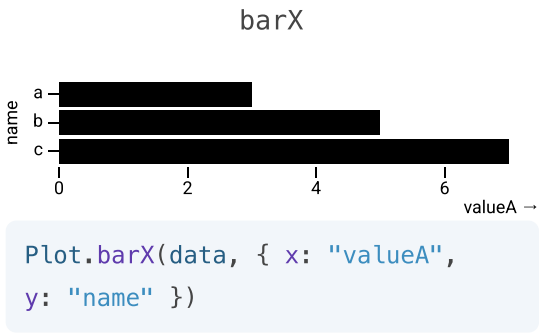 barX
a
b
c
name
0 2 4 6
valueA →
Plot.barX(data, { x: "valueA",
y: "name" })